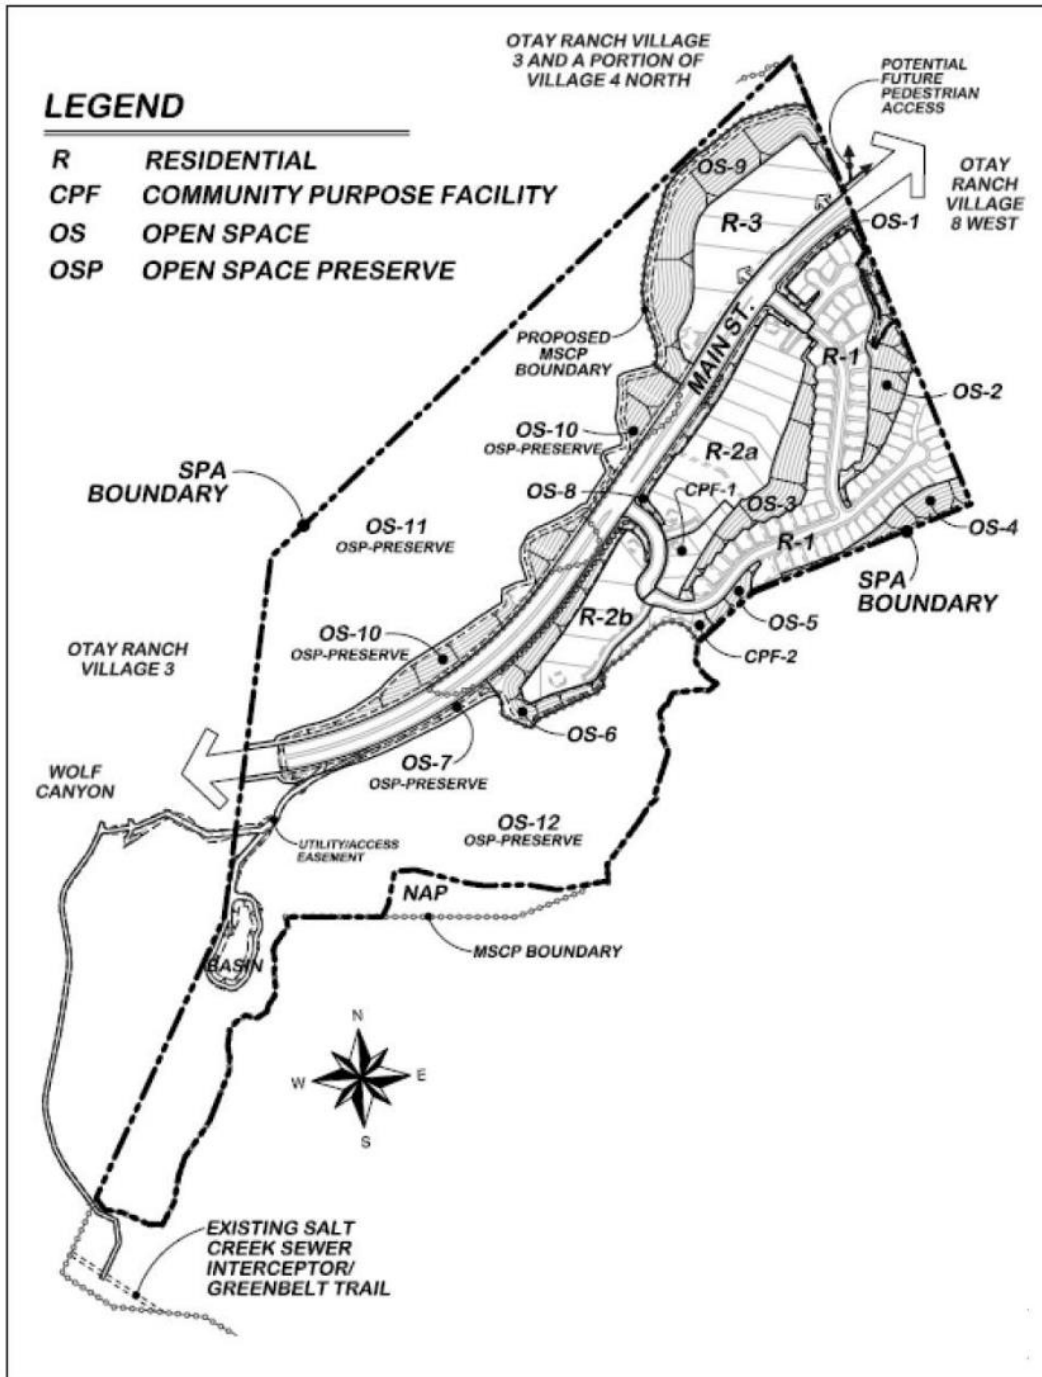 OTAY RANCH VILLAGE
3 AND A PORTION OF
VILLAGE 4 NORTH
POTENTIAL
FUTURE
PEDESTRIAN
ACCESS
LEGEND
R RESIDENTIAL
CPF COMMUNITY PURPOSE FACILITY
OS OPEN SPACE
OSP OPEN SPACE PRESERVE
OTAY
RANCH
VILLAGE
8 WEST
OS-9
R-3
OS-1
MAIN ST.
PROPOSED
MSCP
BOUNDARY
R-1
OS-2
OS-10
OSP-PRESERVE
R-2a
SPA
BOUNDARY
OS-8
CPF-1
OS-3
OS-11
OSP-PRESERVE
R-1
OS-4
SPA
BOUNDARY
R-2b
OS-5
OS-10
OSP-PRESERVE
OTAY RANCH
VILLAGE 3
CPF-2
OS-6
OS-7
OSP-PRESERVE
WOLF
CANYON
OS-12
OSP-PRESERVE
UTILITY/ACCESS
EASEMENT
NAP
MSCP BOUNDARY
BASIN
N
W E
S
EXISTING SALT
CREEK SEWER
INTERCEPTOR/
GREENBELT TRAIL